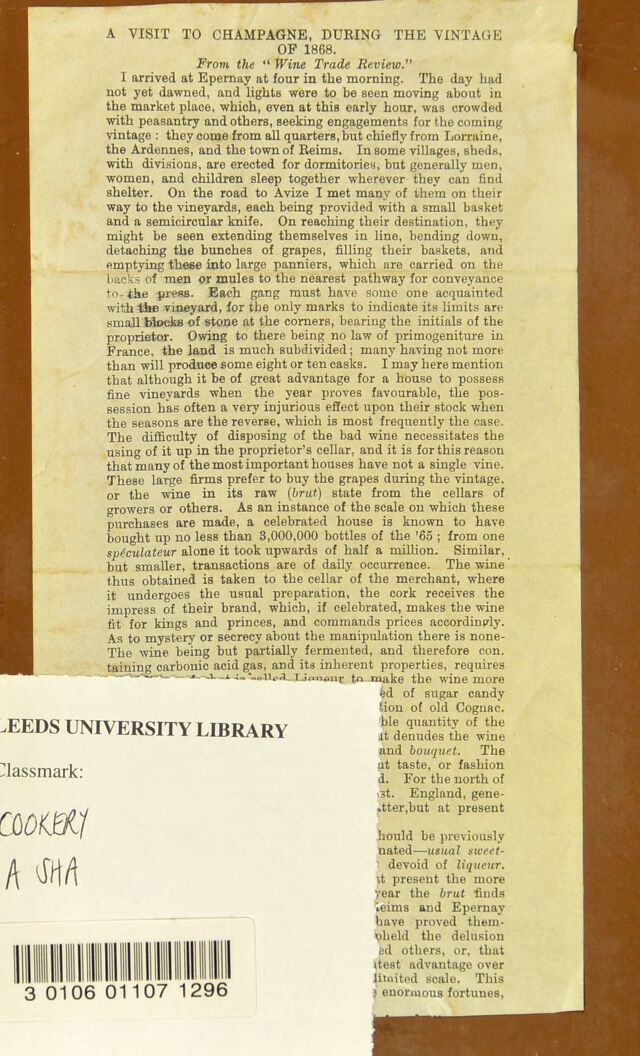 A VISIT TO CHAMPAGNE, DURING THE VINTAGE
OF 1868.
From the "Wine Trade Review."
I arrived at Epernay at four in the morning. The day had
not yet dawned, and lights were to be seen moving about in
the market place, which, even at this early hour, was crowded
with peasantry and others, seeking engagements for the coming
vintage : they come from all quarters, but chiefly from Lorraine,
the Ardennes, and the town of Reims. In some villages, sheds,
with divisions, are erected for dormitories, but generally men,
women, and children sleep together wherever they can find
shelter. On the road to Avize I met many of them on their
way to the vineyards, each being provided with a small basket
and a semicircular knife. On reaching their destination, they
might be seen extending themselves in line, bending down,
detaching the bunches of grapes, filling their baskets, and
emptying these into large panniers, which are carried on the
backs of men or mules to the nearest pathway for conveyance
to the press. Each gang must have some one acquainted
with the vineyard, for the only marks to indicate its limits are
small blocks of stone at the corners, bearing the initials of the
proprietor. Owing to there being no law of primogeniture in
France, the land is much subdivided; many having not more
than will produce some eight or ten casks. I may here mention
that although it be of great advantage for a house to possess
fine vineyards when the year proves favourable, the pos-
session has often a very injurious effect upon their stock when
the seasons are the reverse, which is most frequently the case.
The difficulty of disposing of the bad wine necessitates the
using of it up in the proprietor's cellar, and it is for this reason
that many of the most important houses have not a single vine.
These large firms prefer to buy the grapes during the vintage,
or the wine in its raw (brut) state from the cellars of
growers or others. As an instance of the scale on which these
purchases are made, a celebrated house is known to have
bought up no less than 3,000,000 bottles of the '65 ; from one
spéculateur alone it took upwards of half a million. Similar,
but smaller, transactions are of daily occurrence. The wine
thus obtained is taken to the cellar of the merchant, where
it undergoes the usual preparation, the cork receives the
impress of their brand, which, if celebrated, makes the wine
fit for kings and princes, and commands prices accordingly.
As to mystery or secrecy about the manipulation there is none-
The wine being but partially fermented, and therefore con.
taining carbonic acid gas, and its inherent properties, requires
is called Liqueur to make the wine more
ed of sugar candy
tion of old Cognac.
ble quantity of the
it denudes the wine
and bouquet. The
nt taste, or fashion
d. For the north of
st. England, gene-
tter, but at present
hould be previously
nated—usual sweet-
devoid of liqueur.
t present the more
year the brut finds
eims and Epernay
have proved them-
pheld the delusion
ed others, or, that
test advantage over
limited scale. This
enormous fortunes,
LEEDS UNIVERSITY LIBRARY
Classmark:
COOKERY
A SHA
3 0106 01107 1296